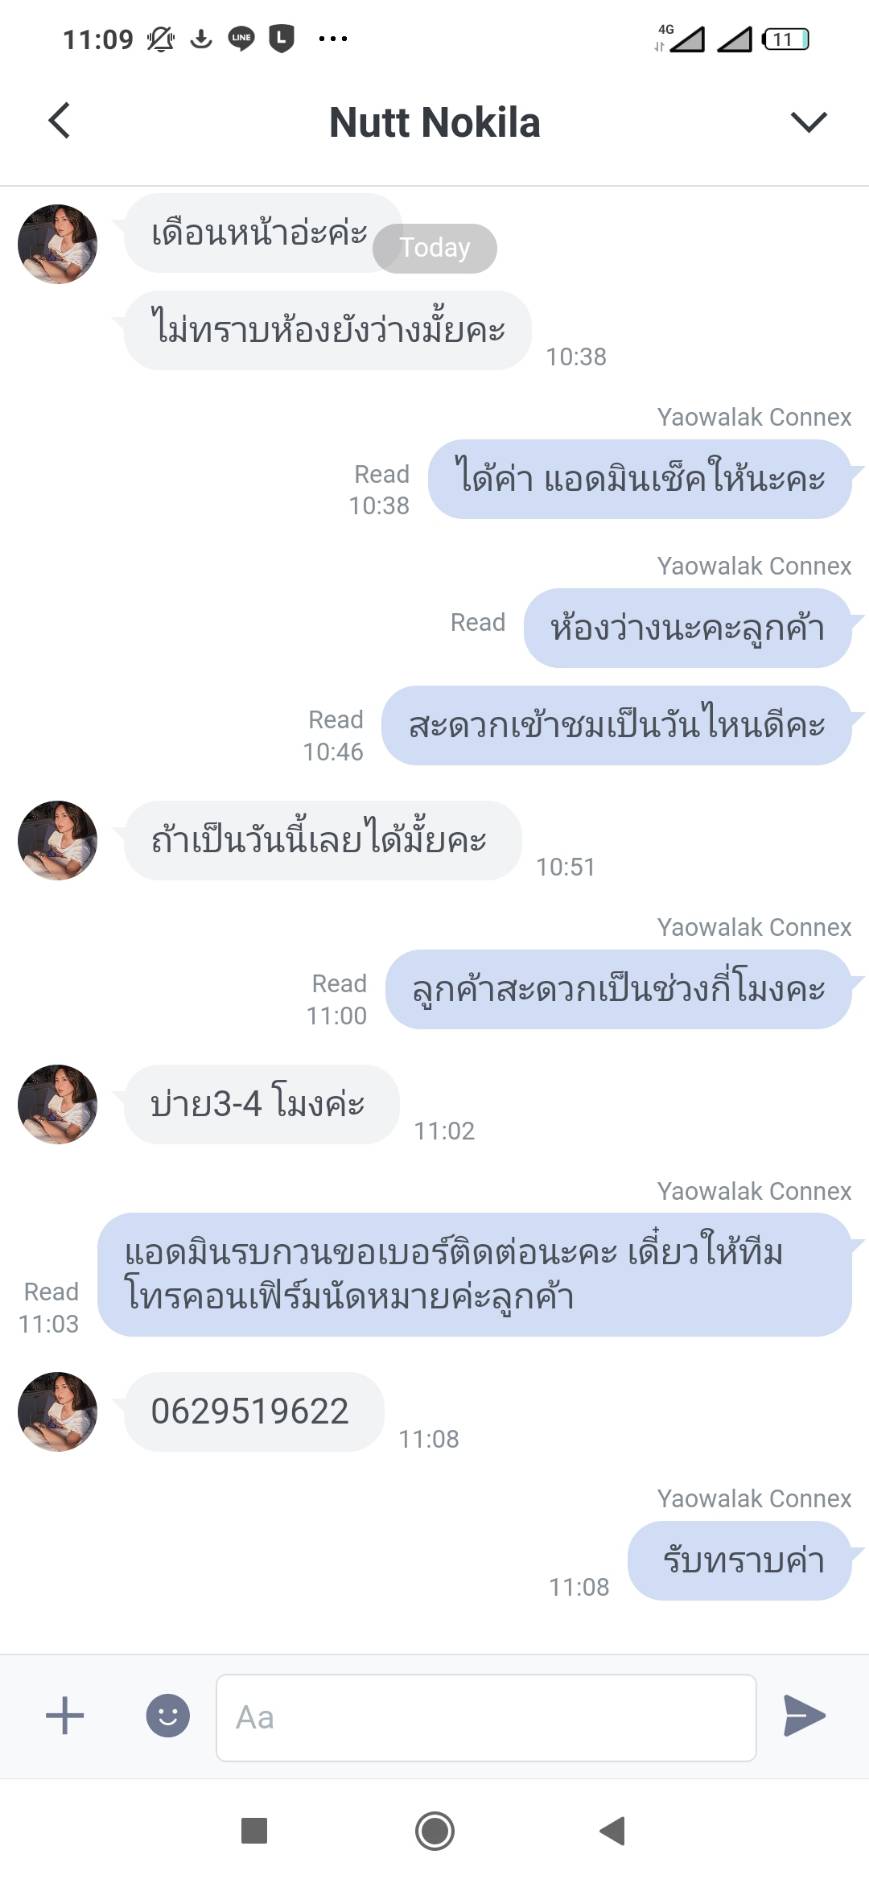 11:09
LINE
L
4G
11
Nutt Nokila
เดือนหน้าอ่ะค่ะ
Today
ไม่ทราบห้องยังว่างมั้ยคะ
10:38
Yaowalak Connex
ได้ค่า แอดมินเช็คให้นะคะ
Read
10:38
Yaowalak Connex
ห้องว่างนะคะลูกค้า
Read
สะดวกเข้าชมเป็นวันไหนดีคะ
Read
10:46
ถ้าเป็นวันนี้เลยได้มั้ยคะ
10:51
Yaowalak Connex
ลูกค้าสะดวกเป็นช่วงกี่โมงคะ
Read
11:00
บ่าย3-4 โมงค่ะ
11:02
Yaowalak Connex
แอดมินรบกวนขอเบอร์ติดต่อนะคะ เดี๋ยวให้ทีม
โทรคอนเฟิร์มนัดหมายค่ะลูกค้า
Read
11:03
0629519622
11:08
Yaowalak Connex
รับทราบค่า
11:08
Aa